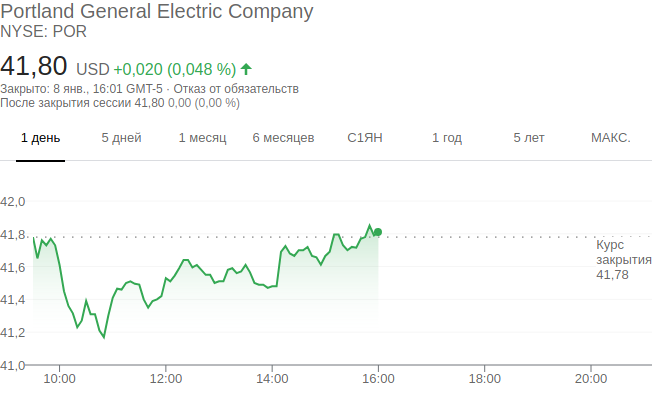 Portland General Electric Company
NYSE: POR
41,80 USD +0,020 (0,048 %)
Закрыто: 8 янв., 16:01 GMT-5 · Отказ от обязательств
После закрытия сессии 41,80 0,00 (0,00 %)
1 день 5 дней 1 месяц 6 месяцев С1ЯН 1 год 5 лет МАКС.
42,0
41,8
Курс
закрытия
41,78
41,6
41,4
41,2
41,0
10:00 12:00 14:00 16:00 18:00 20:00